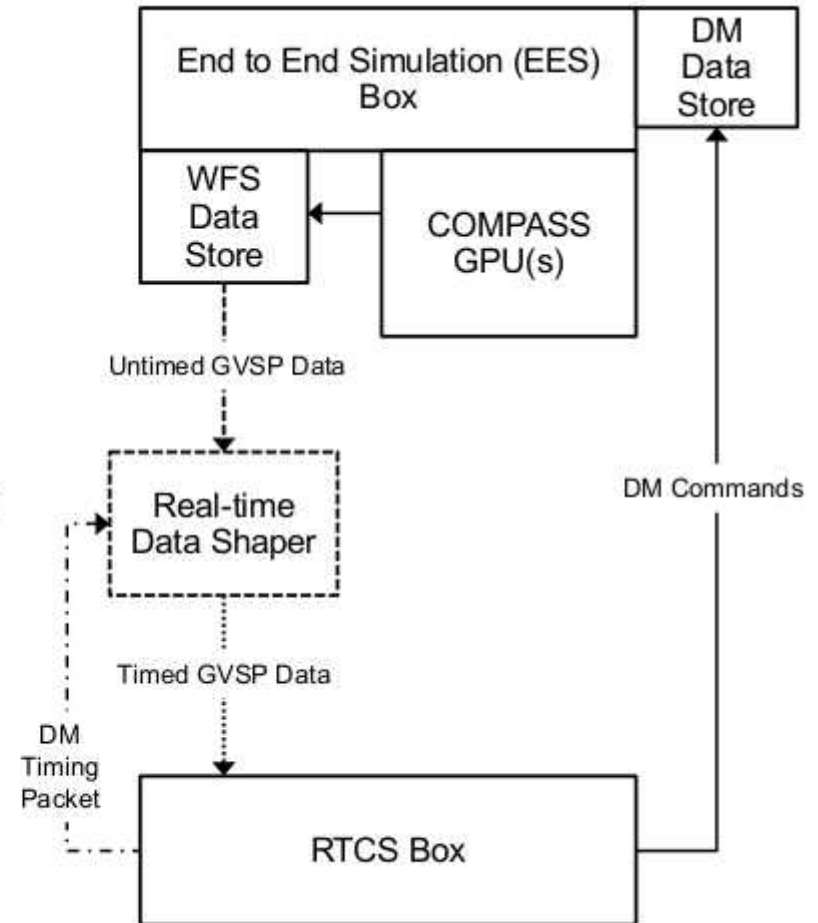 End to End Simulation (EES)
Box
DM
Data
Store
WFS
Data
Store
COMPASS
GPU(s)
Untimed GVSP Data
Real-time
Data Shaper
DM Commands
Timed GVSP Data
DM
Timing
Packet
RTCS Box